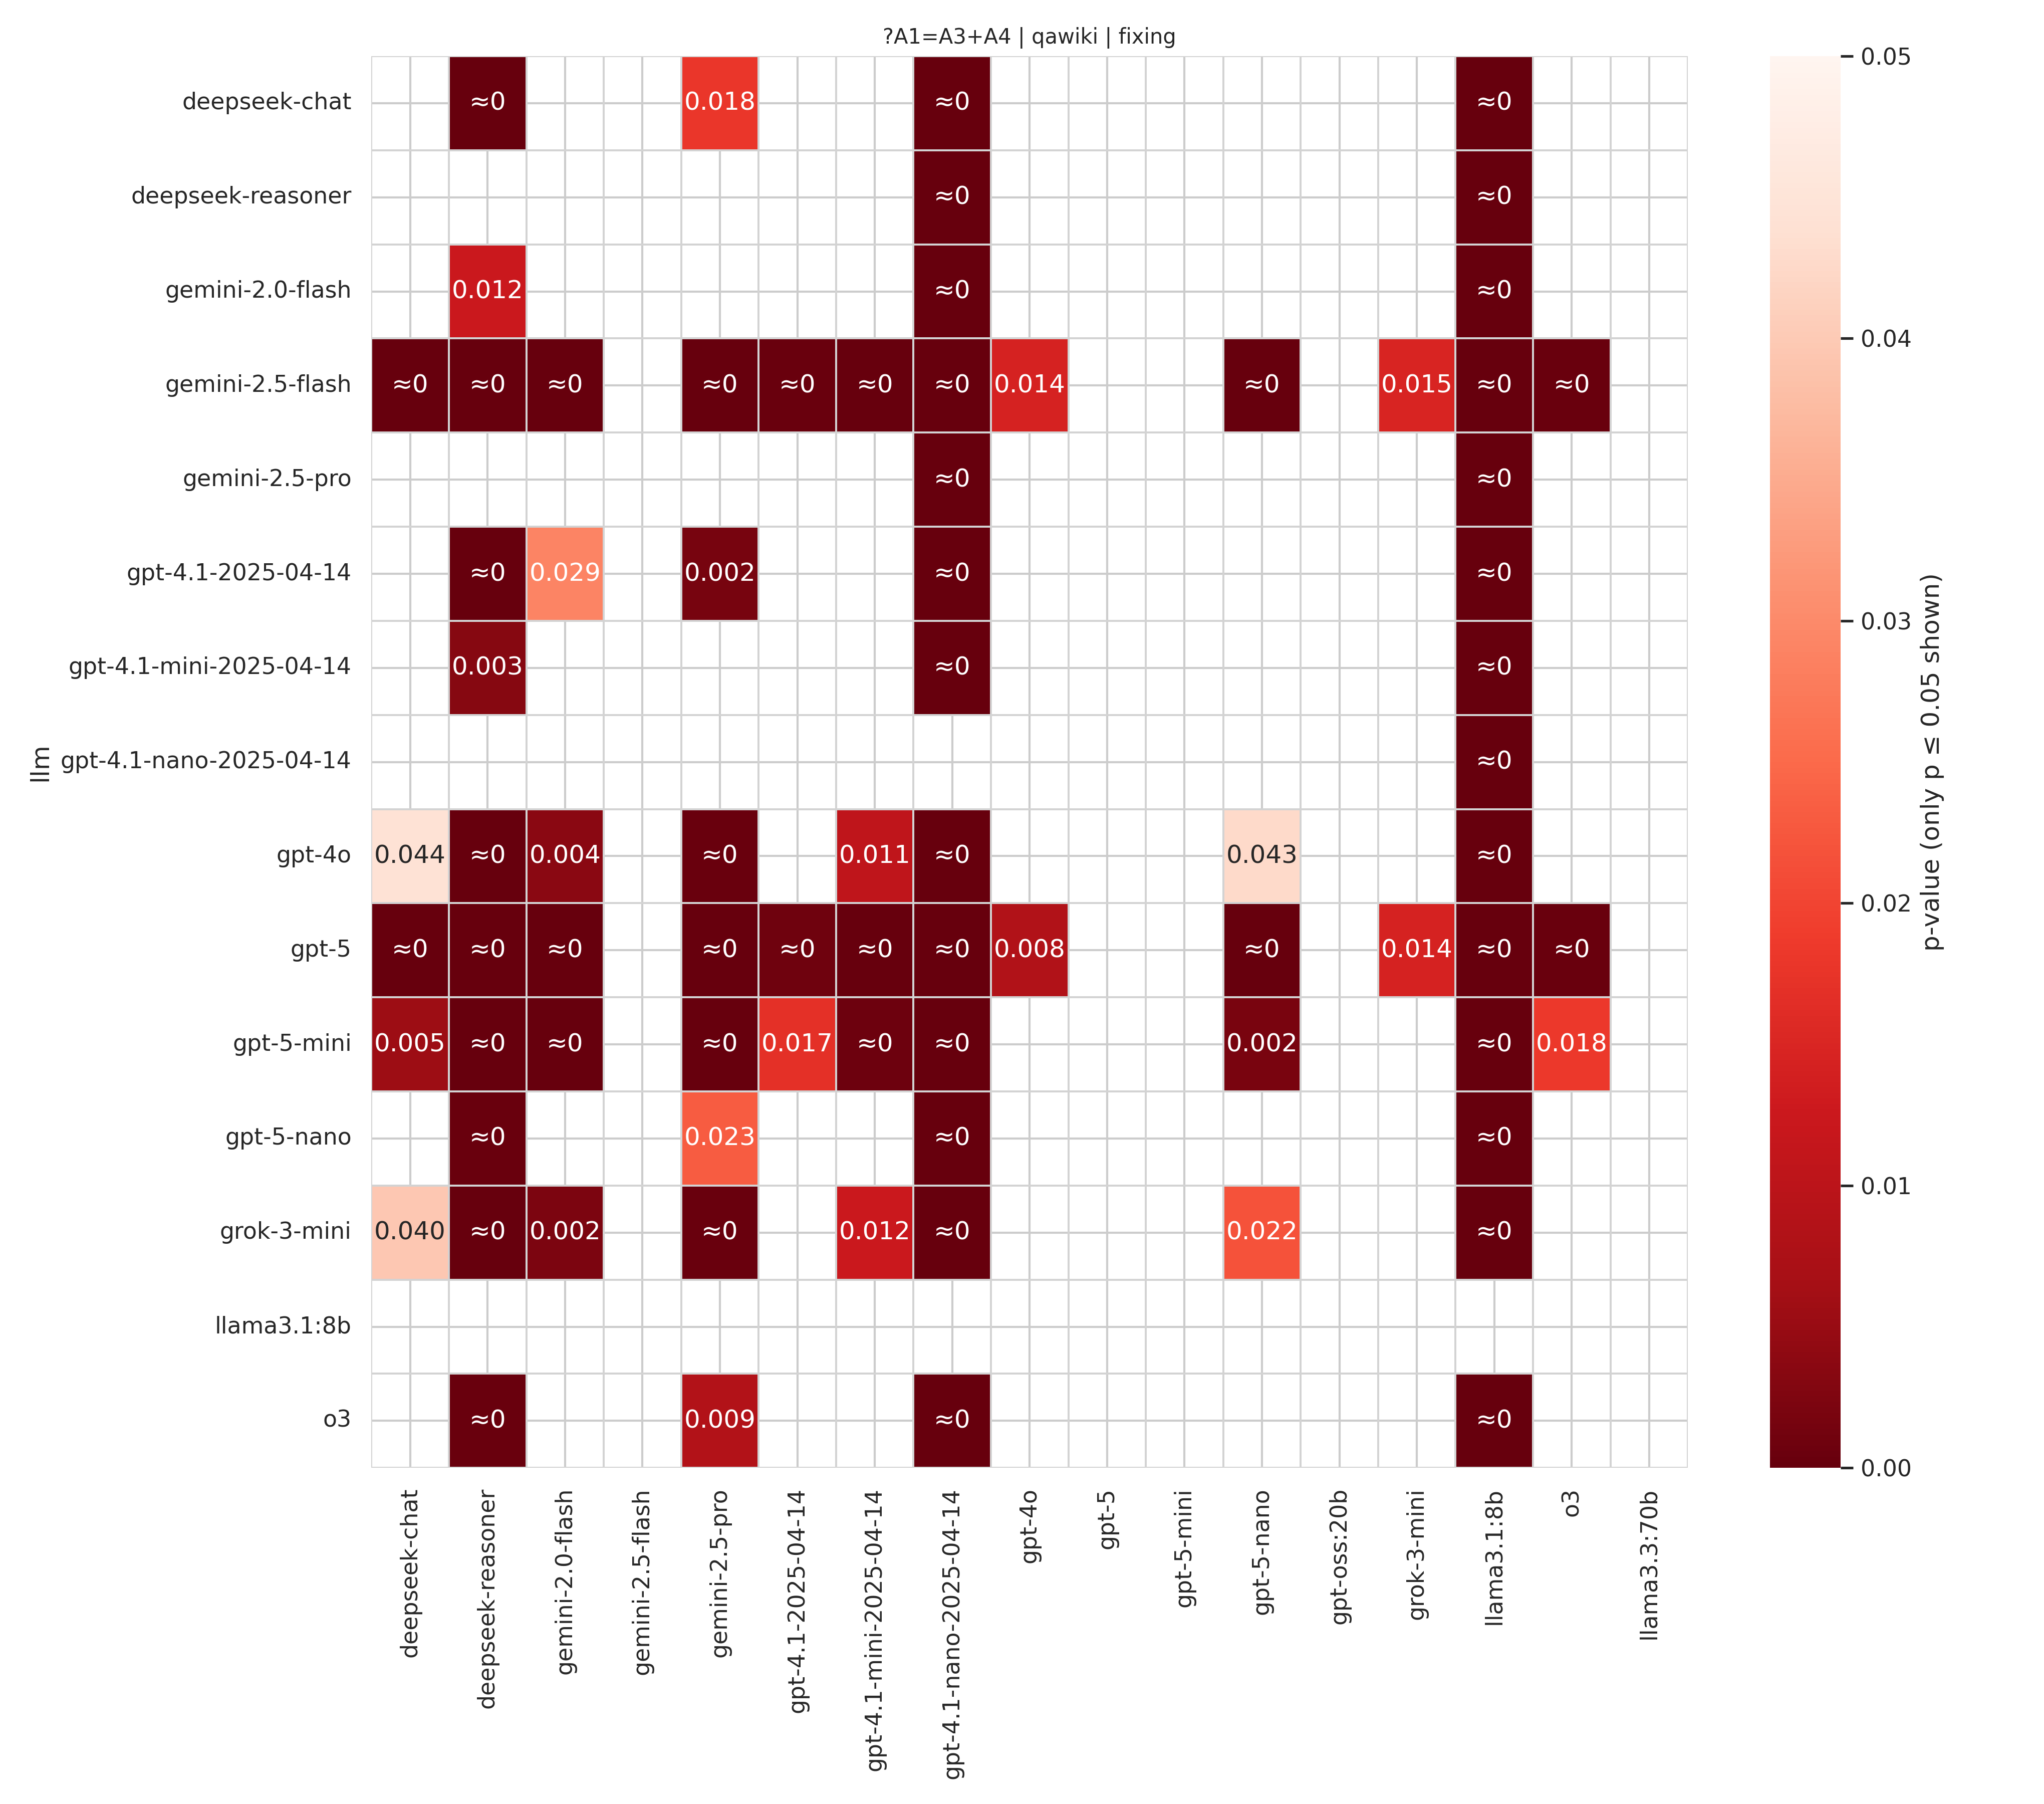 ?A1=A3+A4 | qawiki | fixing
deepseek-chat ≈0 0.018 ≈0 ≈0
deepseek-reasoner ≈0 ≈0
gemini-2.0-flash 0.012 ≈0 ≈0
gemini-2.5-flash ≈0 ≈0 ≈0 ≈0 ≈0 ≈0 ≈0 0.014 ≈0 0.015 ≈0 ≈0
gemini-2.5-pro ≈0 ≈0
gpt-4.1-2025-04-14 ≈0 0.029 0.002 ≈0 ≈0
gpt-4.1-mini-2025-04-14 0.003 ≈0 ≈0
gpt-4.1-nano-2025-04-14 ≈0
gpt-4o 0.044 ≈0 0.004 ≈0 0.011 ≈0 0.043 ≈0
gpt-5 ≈0 ≈0 ≈0 ≈0 ≈0 ≈0 ≈0 0.008 ≈0 0.014 ≈0 ≈0
gpt-5-mini 0.005 ≈0 ≈0 ≈0 0.017 ≈0 ≈0 0.002 ≈0 0.018
gpt-5-nano ≈0 0.023 ≈0 ≈0
grok-3-mini 0.040 ≈0 0.002 ≈0 0.012 ≈0 0.022 ≈0
llama3.1:8b
o3 ≈0 0.009 ≈0 ≈0
llm
deepseek-chat
deepseek-reasoner
gemini-2.0-flash
gemini-2.5-flash
gemini-2.5-pro
gpt-4.1-2025-04-14
gpt-4.1-mini-2025-04-14
gpt-4.1-nano-2025-04-14
gpt-4o
gpt-5
gpt-5-mini
gpt-5-nano
gpt-oss:20b
grok-3-mini
llama3.1:8b
o3
llama3.3:70b
0.05
0.04
0.03
0.02
0.01
0.00
p-value (only p ≤ 0.05 shown)